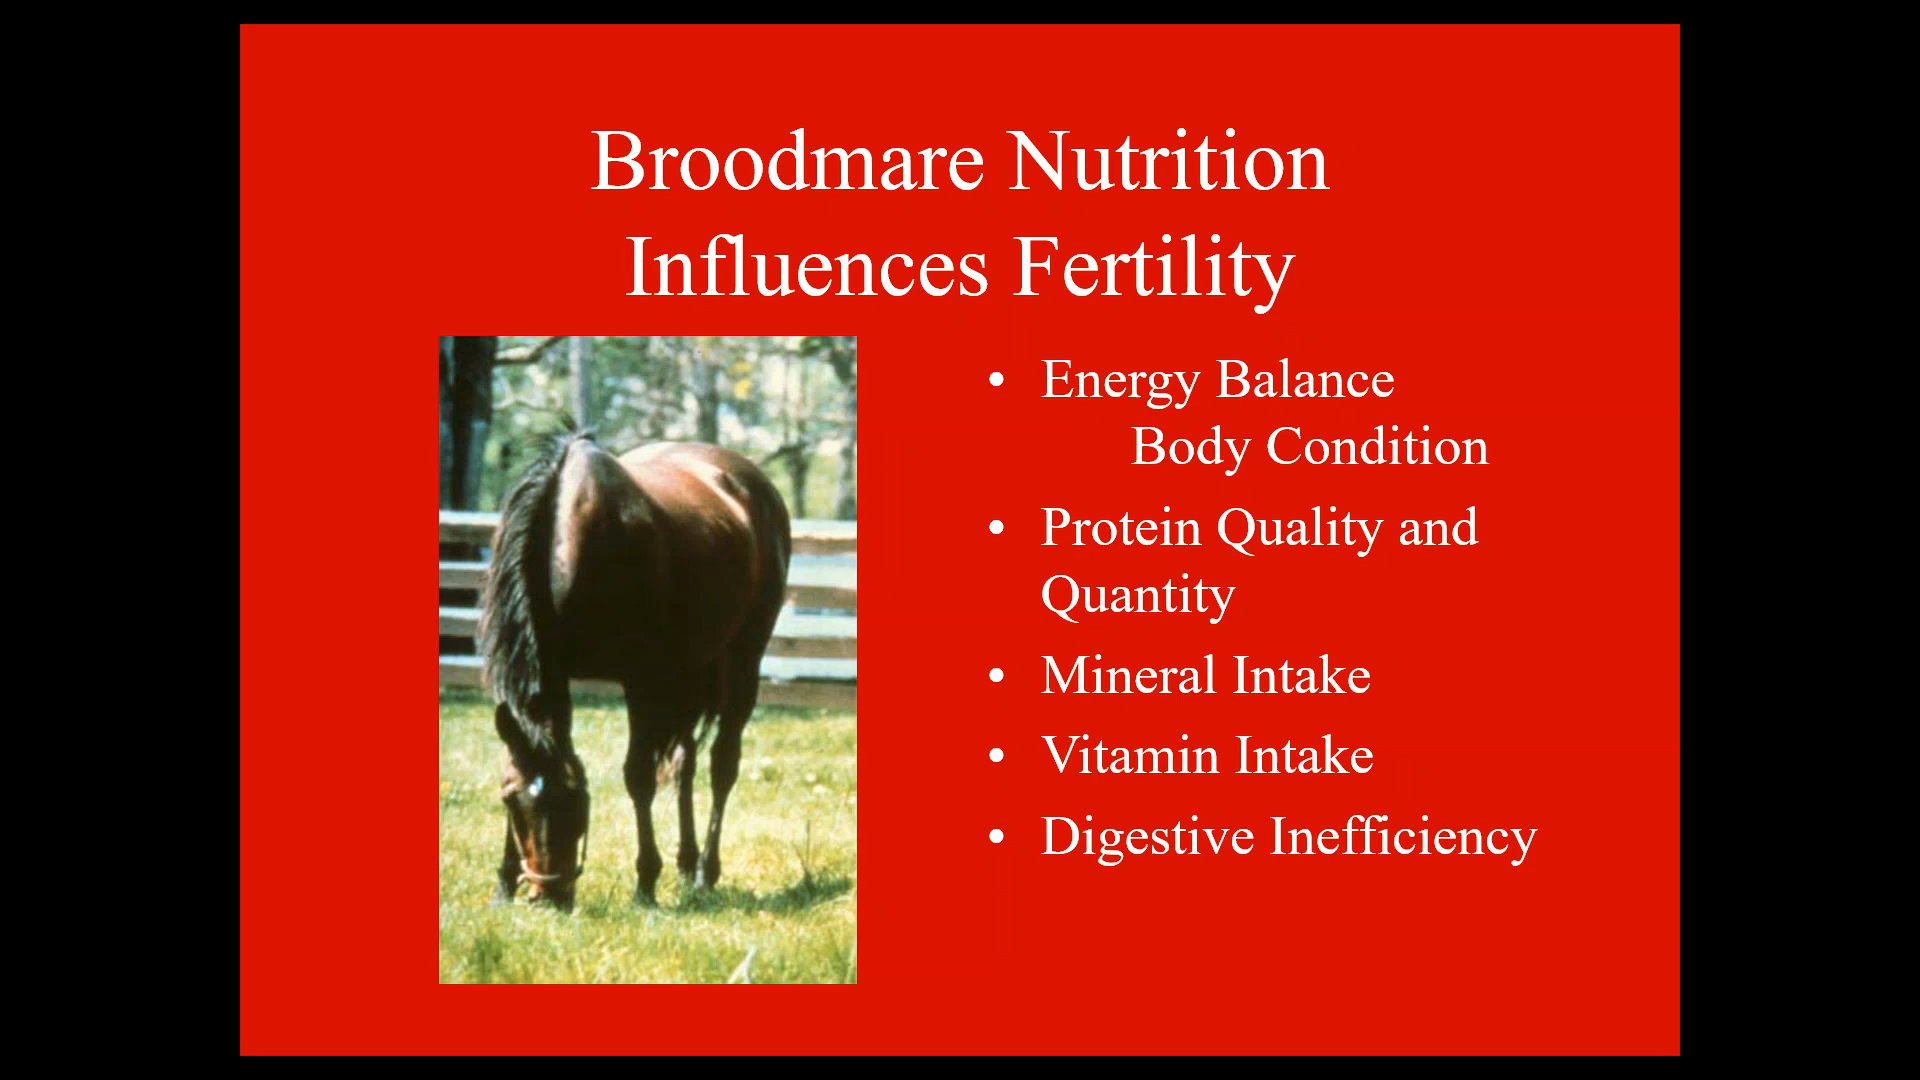 Broodmare Nutrition
Influences Fertility
• Energy Balance
Body Condition
• Protein Quality and
Quantity
• Mineral Intake
• Vitamin Intake
• Digestive Inefficiency